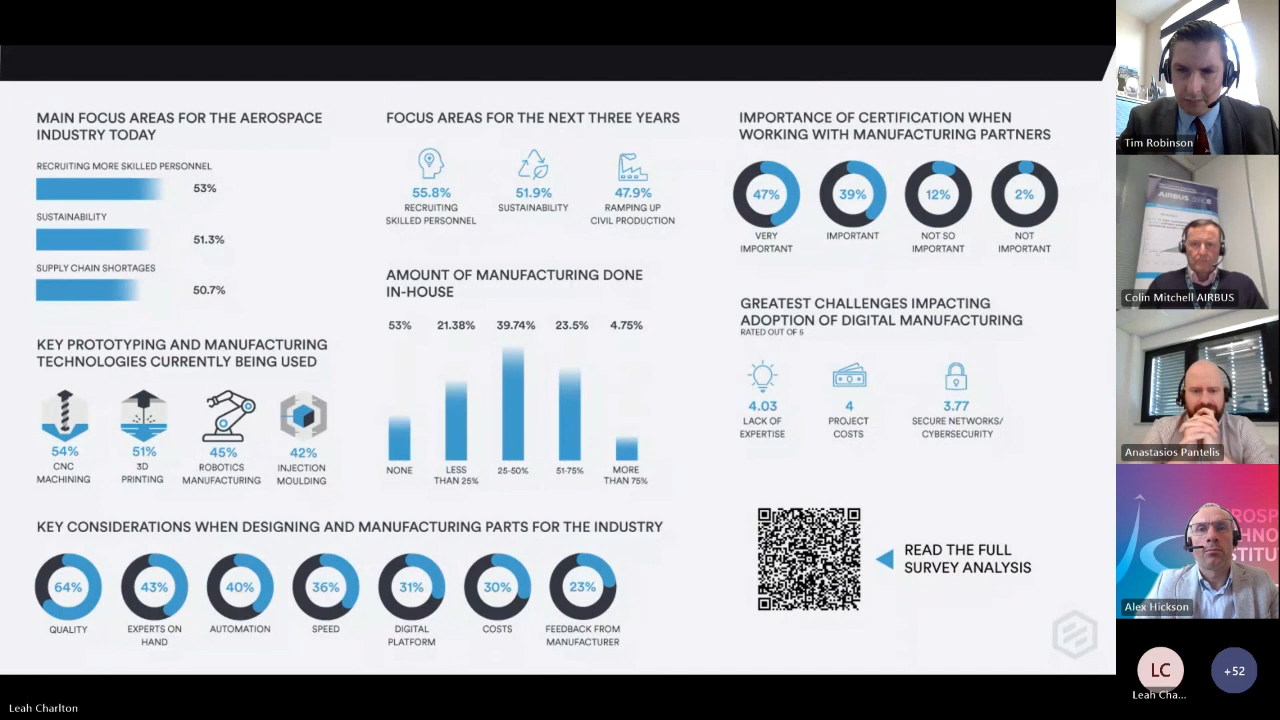 MAIN FOCUS AREAS FOR THE AEROSPACE
INDUSTRY TODAY
RECRUITING MORE SKILLED PERSONNEL
53%
SUSTAINABILITY
51.3%
SUPPLY CHAIN SHORTAGES
50.7%
KEY PROTOTYPING AND MANUFACTURING
TECHNOLOGIES CURRENTLY BEING USED
54%
CNC
MACHINING
51%
3D
PRINTING
45%
ROBOTICS
MANUFACTURING
42%
INJECTION
MOULDING
FOCUS AREAS FOR THE NEXT THREE YEARS
55.8%
RECRUITING
SKILLED PERSONNEL
51.9%
SUSTAINABILITY
47.9%
RAMPING UP
CIVIL PRODUCTION
AMOUNT OF MANUFACTURING DONE
IN-HOUSE
53% 21.38% 39.74% 23.5% 4.75%
NONE
LESS
THAN 25%
25-50%
51-75%
MORE
THAN 75%
IMPORTANCE OF CERTIFICATION WHEN
WORKING WITH MANUFACTURING PARTNERS
47%
VERY
IMPORTANT
39%
IMPORTANT
12%
NOT SO
IMPORTANT
2%
NOT
IMPORTANT
GREATEST CHALLENGES IMPACTING
ADOPTION OF DIGITAL MANUFACTURING
RATED OUT OF 5
4.03
LACK OF
EXPERTISE
4
PROJECT
COSTS
3.77
SECURE NETWORKS/
CYBERSECURITY
KEY CONSIDERATIONS WHEN DESIGNING AND MANUFACTURING PARTS FOR THE INDUSTRY
64%
QUALITY
43%
EXPERTS ON
HAND
40%
AUTOMATION
36%
SPEED
31%
DIGITAL
PLATFORM
30%
COSTS
23%
FEEDBACK FROM
MANUFACTURER
READ THE FULL
SURVEY ANALYSIS
Leah Charlton
Tim Robinson
AIRBUS
Colin Mitchell AIRBUS
Anastasios Pantelis
ROSP
HNO
TITU
Alex Hickson
LC
Leah Cha...
+52